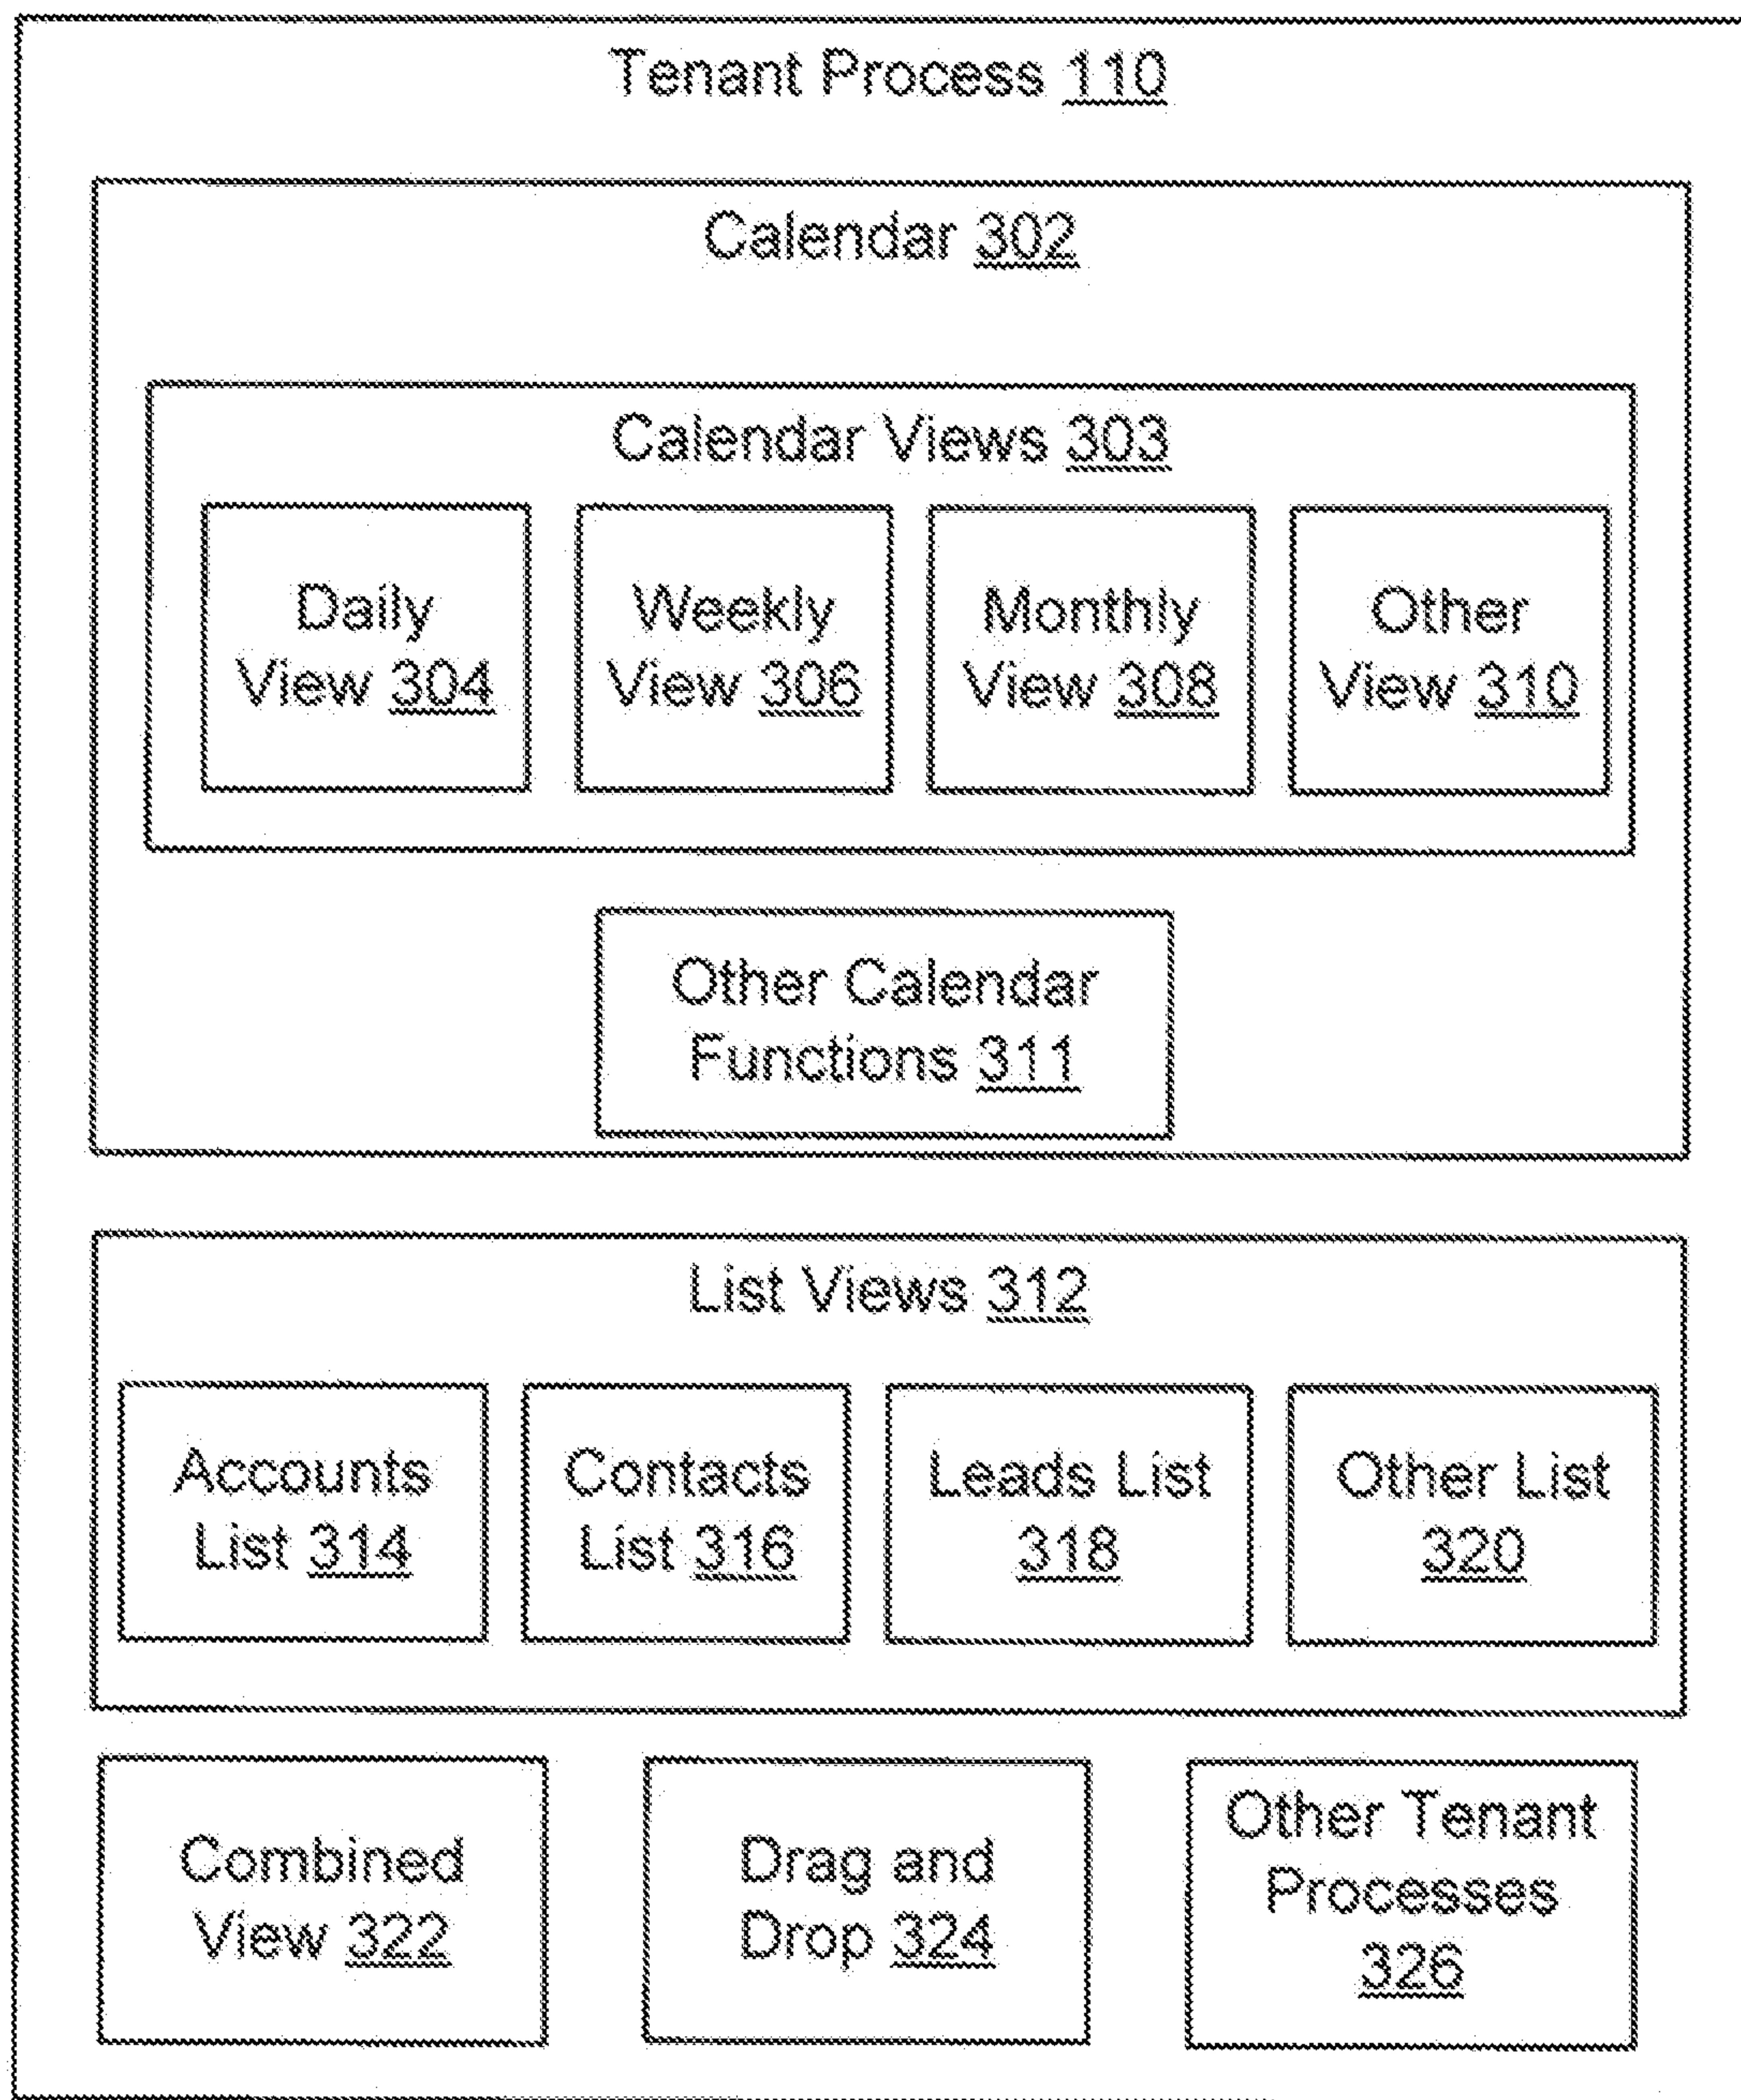 Tenant Process 110
Calendar 302
Calendar Views 303
Daily
View 304
Weekly
View 306
Monthly
View 308
Other
View 310
Other Calendar
Functions 311
List Views 312
Accounts
List 314
Contacts
List 316
Leads List
318
Other List
320
Combined
View 322
Drag and
Drop 324
Other Tenant
Processes
326